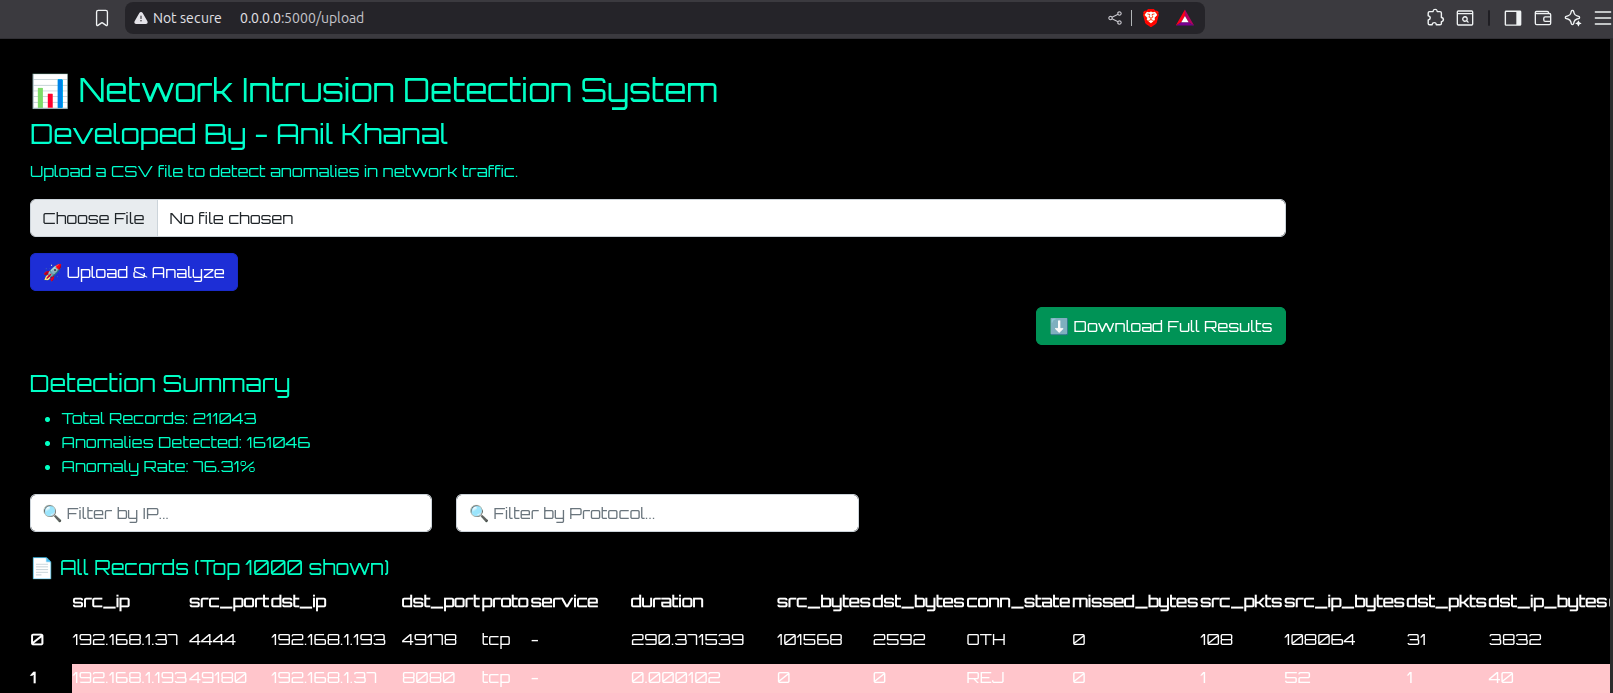 Not secure 0.0.0.0:5000/upload
📊 Network Intrusion Detection System
Developed By - Anil Khanal
Upload a CSV file to detect anomalies in network traffic.
Choose File No file chosen
🚀 Upload & Analyze
⬇️ Download Full Results
Detection Summary
• Total Records: 211043
• Anomalies Detected: 161046
• Anomaly Rate: 76.31%
🔍 Filter by IP... 🔍 Filter by Protocol...
📄 All Records (Top 1000 shown)
src_ip src_port dst_ip dst_port proto service duration src_bytes dst_bytes conn_state missed_bytes src_pkts src_ip_bytes dst_pkts dst_ip_bytes
0 192.168.1.37 4444 192.168.1.193 49178 tcp - 290.371539 101568 2592 OTH 0 108 108064 31 3832
1 192.168.1.193 49180 192.168.1.37 8080 tcp - 0.000102 0 0 REJ 0 1 52 1 40